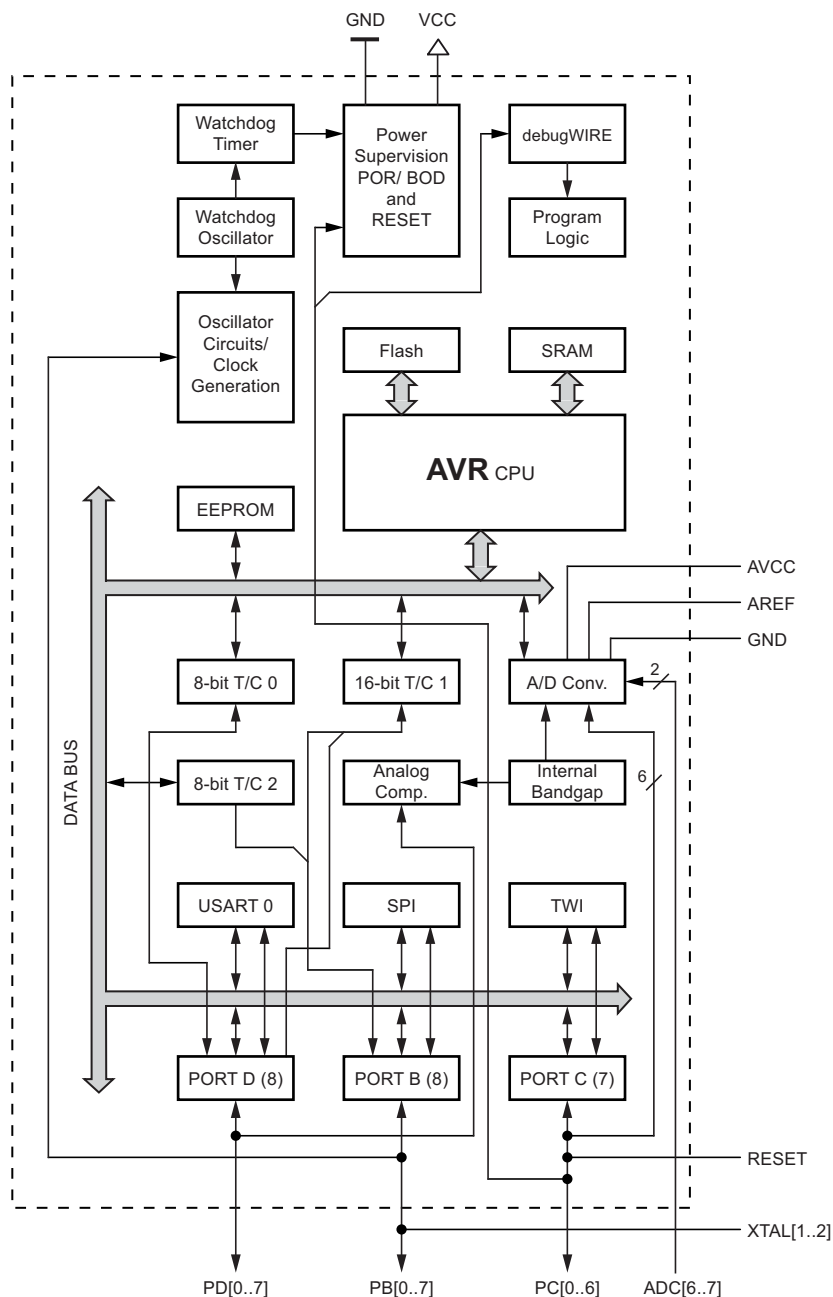 GND
VCC
Watchdog
Timer
Power
Supervision
POR/ BOD
and
RESET
debugWIRE
Watchdog
Oscillator
Program
Logic
Oscillator
Circuits/
Clock
Generation
Flash
SRAM
AVR CPU
EEPROM
AVCC
AREF
GND
8-bit T/C 0
16-bit T/C 1
A/D Conv.
2
DATA BUS
8-bit T/C 2
Analog
Comp.
Internal
Bandgap
6
USART 0
SPI
TWI
PORT D (8)
PORT B (8)
PORT C (7)
RESET
XTAL[1..2]
PD[0..7]
PB[0..7]
PC[0..6]
ADC[6..7]